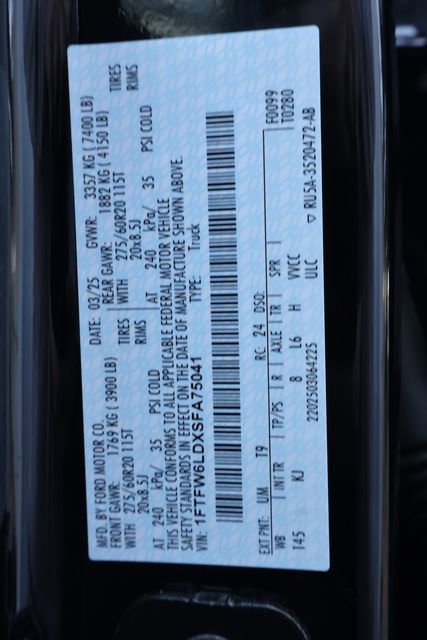 MFD. BY FORD MOTOR CO.
DATE: 03/25 GVWR: 3357 KG ( 7400 LB)
FRONT GAWR: 1769 KG ( 3900 LB) REAR GAWR: 1882 KG ( 4150 LB)
WITH 275/60R20 115T TIRES WITH 275/60R20 115T TIRES
20x8.5J RIMS 20x8.5J RIMS
AT 240 kPa/ 35 PSI COLD AT 240 kPa/ 35 PSI COLD
THIS VEHICLE CONFORMS TO ALL APPLICABLE FEDERAL MOTOR VEHICLE
SAFETY STANDARDS IN EFFECT ON THE DATE OF MANUFACTURE SHOWN ABOVE.
VIN: 1FTFW6LDXSFA75041 TYPE: Truck
F0099
T0280
EXT PNT: UM T9 RC: 24 DSO:
WB INT TR TP/PS R AXLE TR SPR
T45 KJ 8 L6 H VVCC
ULC
2202503064225
▽ RU5A-3520472-AB